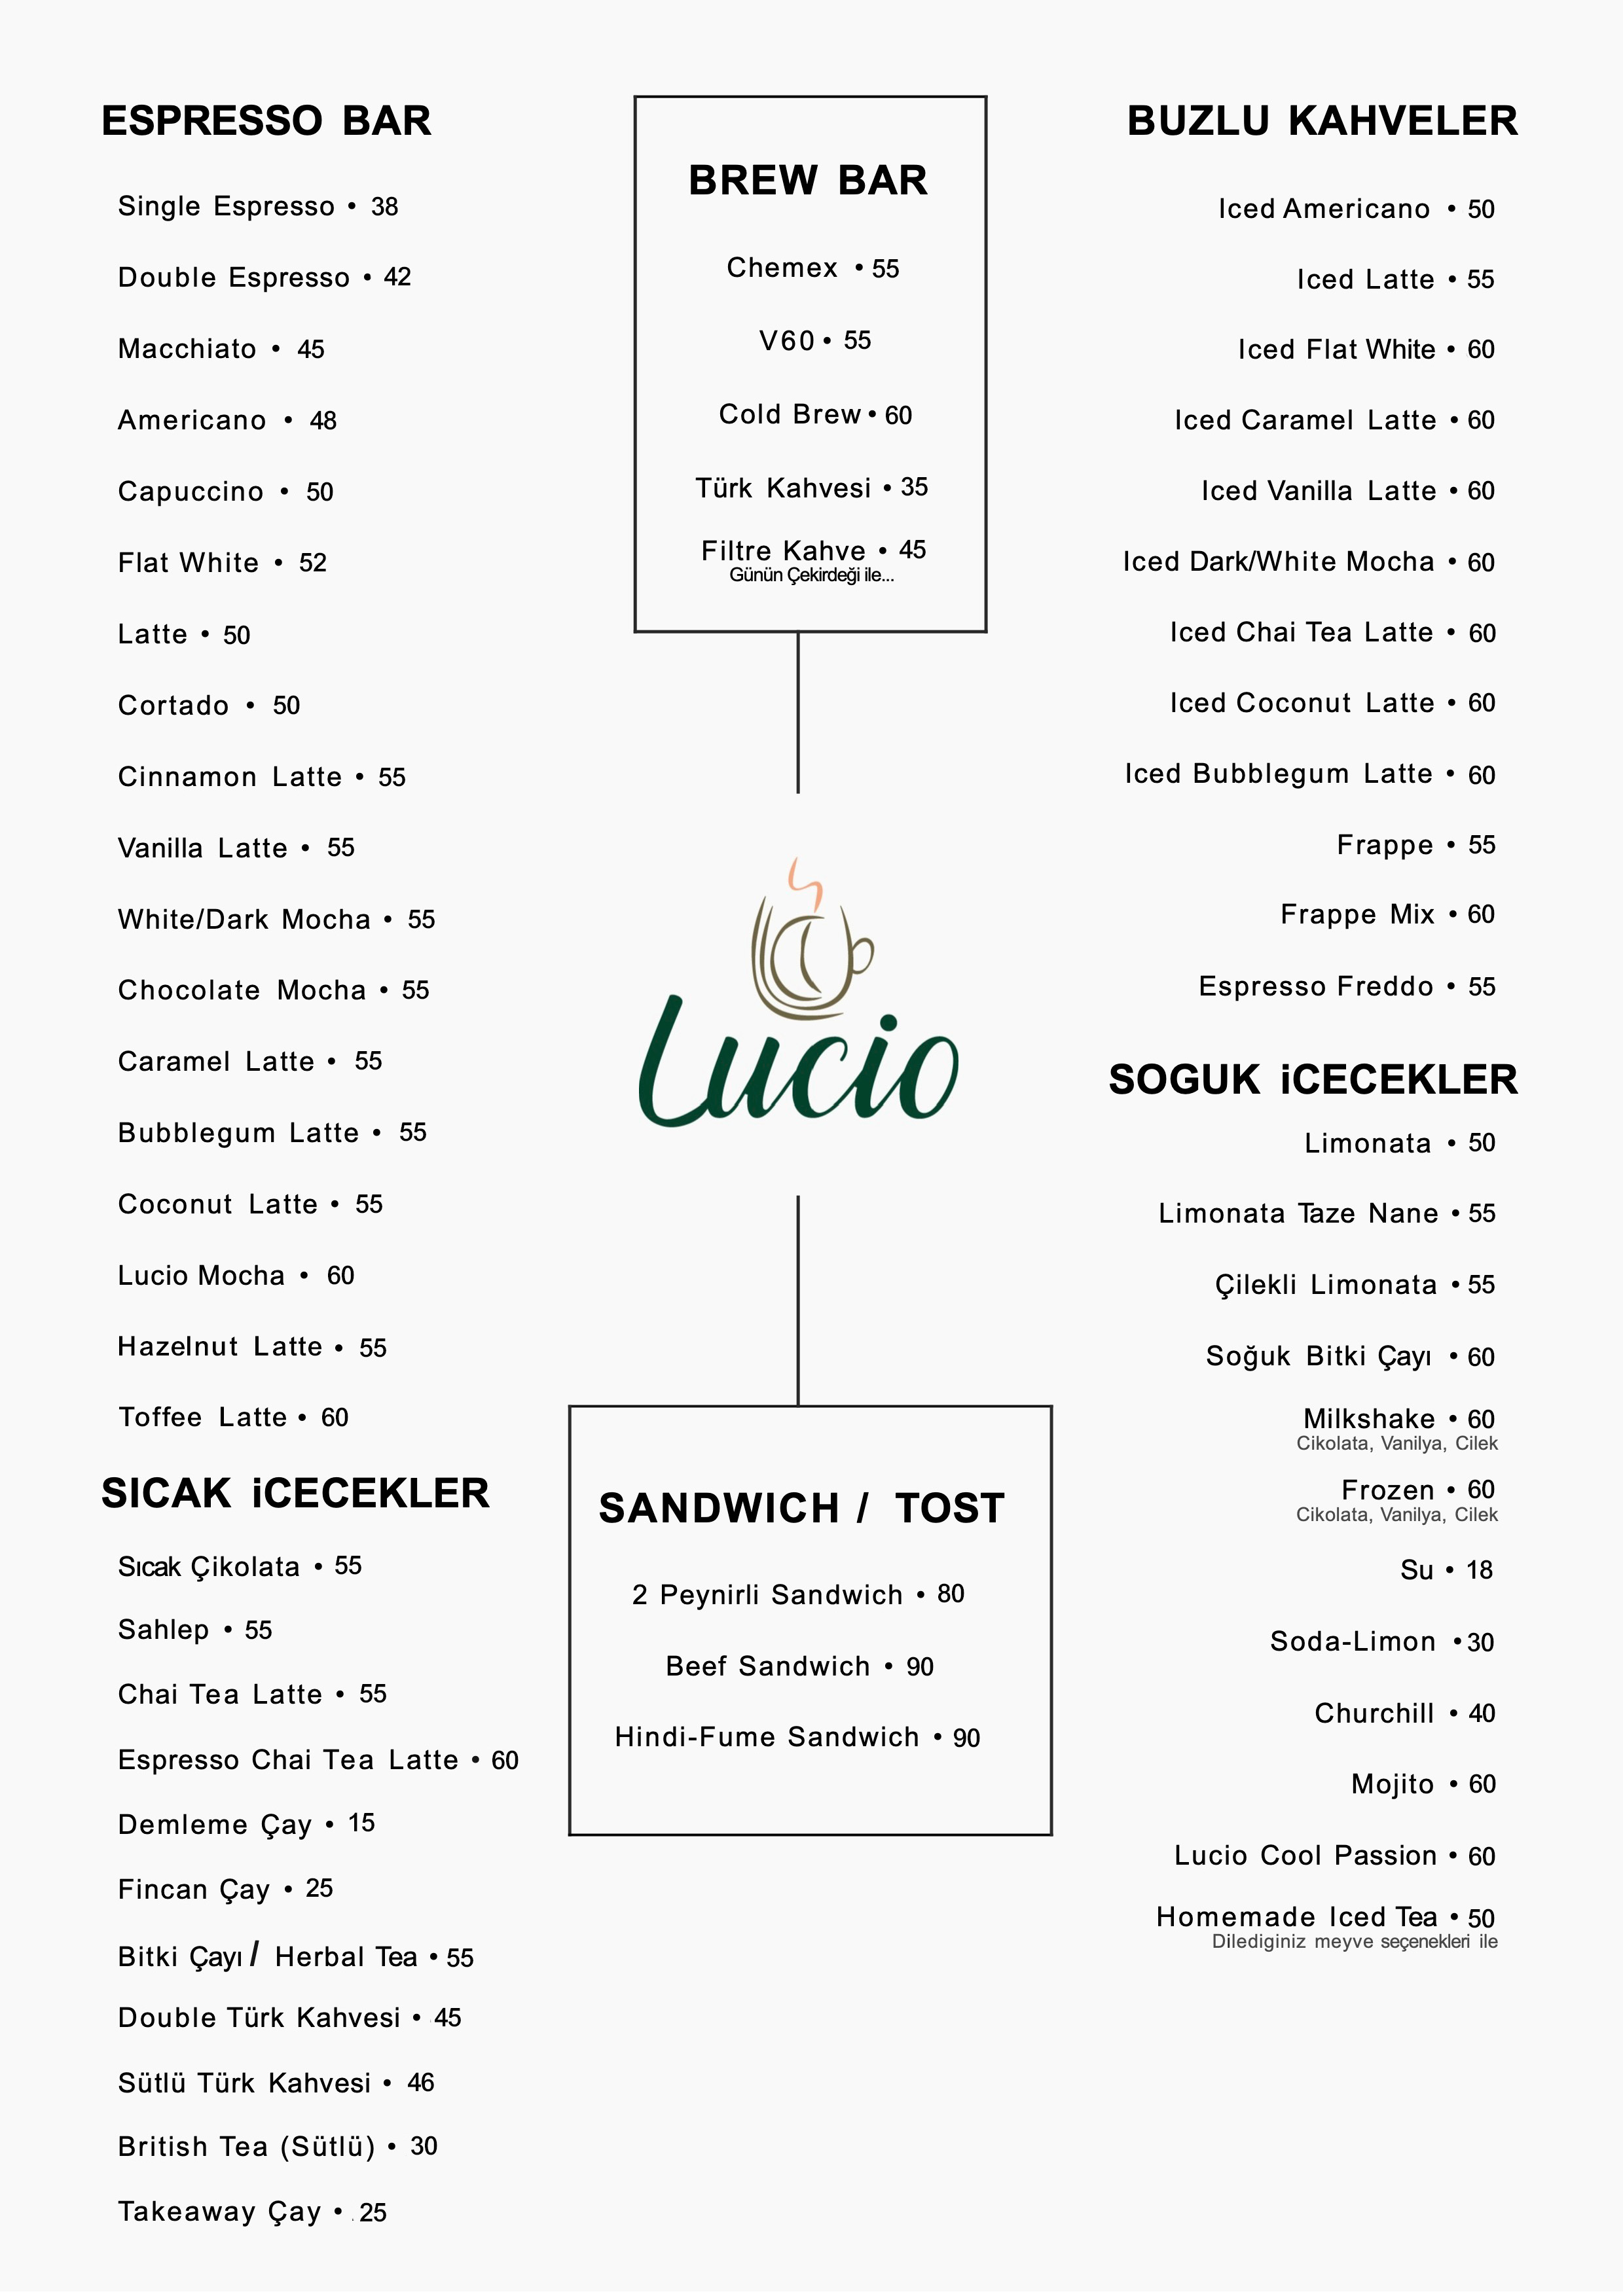 ESPRESSO BAR
Single Espresso • 38
Double Espresso • 42
Macchiato • 45
Americano • 48
Capuccino • 50
Flat White • 52
Latte • 50
Cortado • 50
Cinnamon Latte • 55
Vanilla Latte • 55
White/Dark Mocha • 55
Chocolate Mocha • 55
Caramel Latte • 55
Bubblegum Latte • 55
Coconut Latte • 55
Lucio Mocha • 60
Hazelnut Latte • 55
Toffee Latte • 60
SICAK iCECEKLER
Sıcak Çikolata • 55
Sahlep • 55
Chai Tea Latte • 55
Espresso Chai Tea Latte • 60
Demleme Çay • 15
Fincan Çay • 25
Bitki Çayı / Herbal Tea • 55
Double Türk Kahvesi • 45
Sütlü Türk Kahvesi • 46
British Tea (Sütlü) • 30
Takeaway Çay • 25
BREW BAR
Chemex • 55
V60 • 55
Cold Brew • 60
Türk Kahvesi • 35
Filtre Kahve • 45
Günün Çekirdeği ile...
Lucio
SANDWICH / TOST
2 Peynirli Sandwich • 80
Beef Sandwich • 90
Hindi-Fume Sandwich • 90
BUZLU KAHVELER
Iced Americano • 50
Iced Latte • 55
Iced Flat White • 60
Iced Caramel Latte • 60
Iced Vanilla Latte • 60
Iced Dark/White Mocha • 60
Iced Chai Tea Latte • 60
Iced Coconut Latte • 60
Iced Bubblegum Latte • 60
Frappe • 55
Frappe Mix • 60
Espresso Freddo • 55
SOGUK iCECEKLER
Limonata • 50
Limonata Taze Nane • 55
Çilekli Limonata • 55
Soğuk Bitki Çayı • 60
Milkshake • 60
Cikolata, Vanilya, Cilek
Frozen • 60
Cikolata, Vanilya, Cilek
Su • 18
Soda-Limon • 30
Churchill • 40
Mojito • 60
Lucio Cool Passion • 60
Homemade Iced Tea • 50
Dilediginiz meyve seçenekleri ile